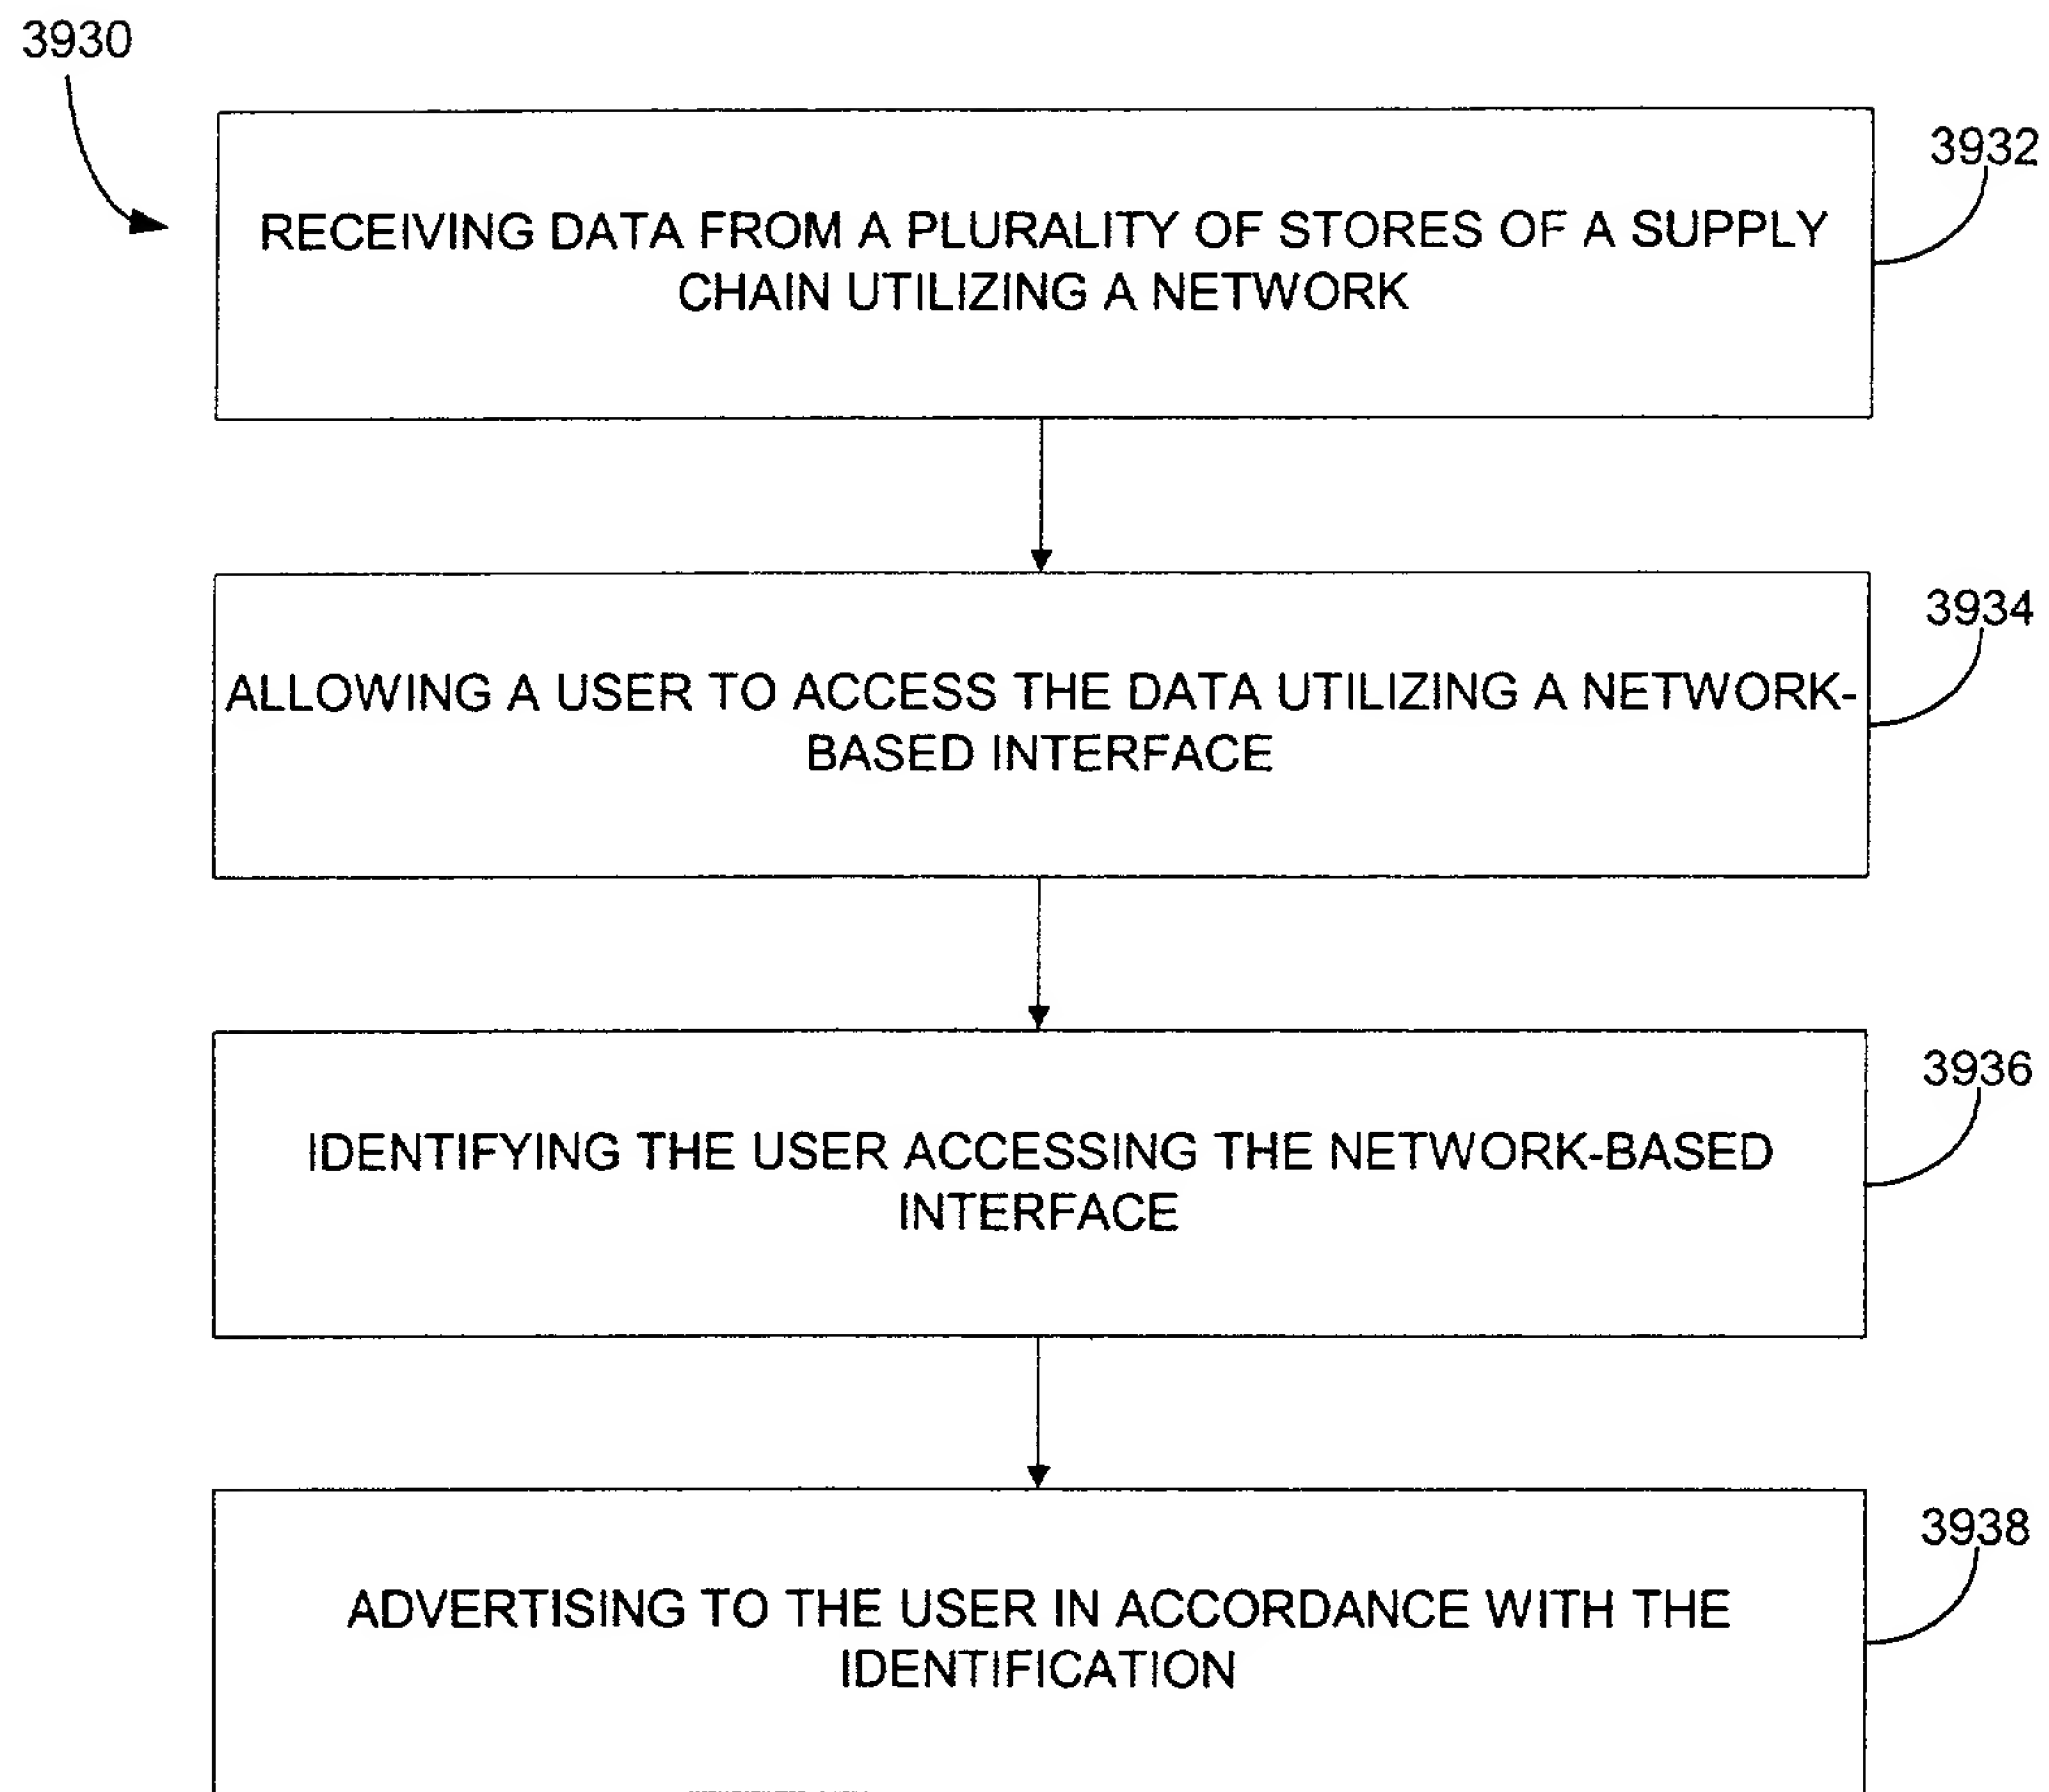 3930
3932
RECEIVING DATA FROM A PLURALITY OF STORES OF A SUPPLY
CHAIN UTILIZING A NETWORK
3934
ALLOWING A USER TO ACCESS THE DATA UTILIZING A NETWORK-
BASED INTERFACE
3936
IDENTIFYING THE USER ACCESSING THE NETWORK-BASED
INTERFACE
3938
ADVERTISING TO THE USER IN ACCORDANCE WITH THE
IDENTIFICATION